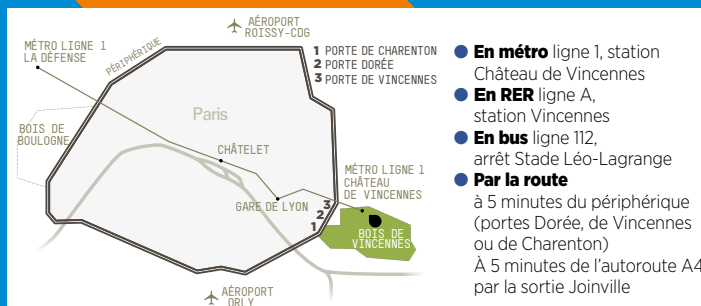 AÉROPORT
ROISSY-CDG
MÉTRO LIGNE 1
LA DÉFENSE
PÉRIPHÉRIQUE
1 PORTE DE CHARENTON
2 PORTE DORÉE
3 PORTE DE VINCENNES
Paris
BOIS DE
BOULOGNE
CHÂTELET
MÉTRO LIGNE 1
CHÂTEAU
DE VINCENNES
GARE DE LYON
3
2
1
BOIS DE
VINCENNES
AÉROPORT
ORLY
● En métro ligne 1, station
Château de Vincennes
● En RER ligne A,
station Vincennes
● En bus ligne 112,
arrêt Stade Léo-Lagrange
● Par la route
à 5 minutes du périphérique
(portes Dorée, de Vincennes
ou de Charenton)
À 5 minutes de l'autoroute A4
par la sortie Joinville